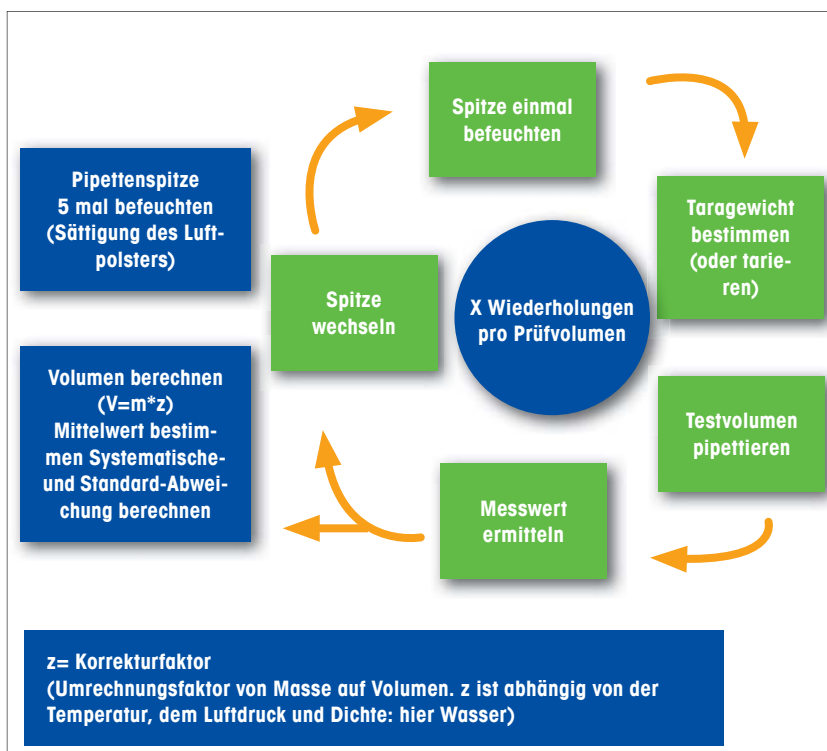 Spitze einmal
befeuchten
Pipettenspitze
5 mal befeuchten
(Sättigung des Luft-
polsters)
Taragewicht
bestimmen
(oder tarie-
ren)
Spitze
wechseln
X Wiederholungen
pro Prüfvolumen
Volumen berechnen
(V=m*z)
Mittelwert bestim-
men Systematische-
und Standard-Abwei-
chung berechnen
Testvolumen
pipettieren
Messwert
ermitteln
z= Korrekturfaktor
(Umrechnungsfaktor von Masse auf Volumen. z ist abhängig von der
Temperatur, dem Luftdruck und Dichte: hier Wasser)